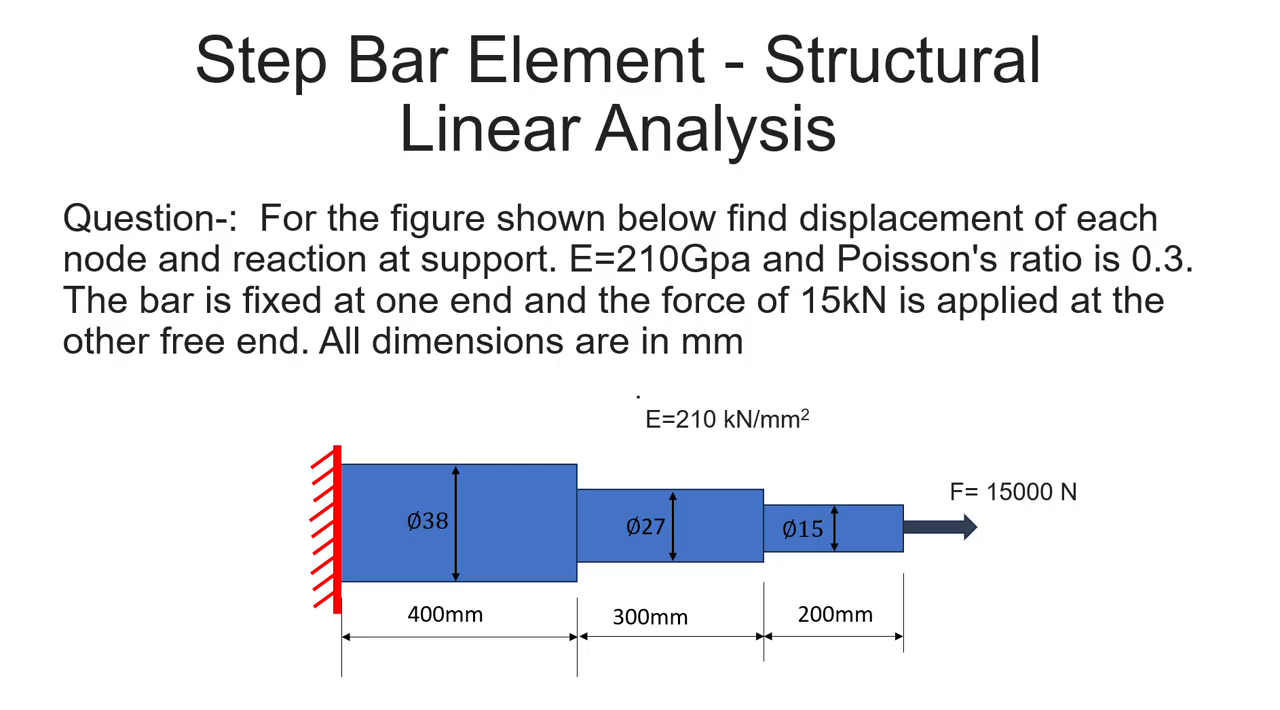 Step Bar Element - Structural
Linear Analysis
Question-:  For the figure shown below find displacement of each
node and reaction at support. E=210Gpa and Poisson's ratio is 0.3.
The bar is fixed at one end and the force of 15kN is applied at the
other free end. All dimensions are in mm
E=210 kN/mm²
F= 15000 N
Ø38
Ø27
Ø15
400mm
300mm
200mm